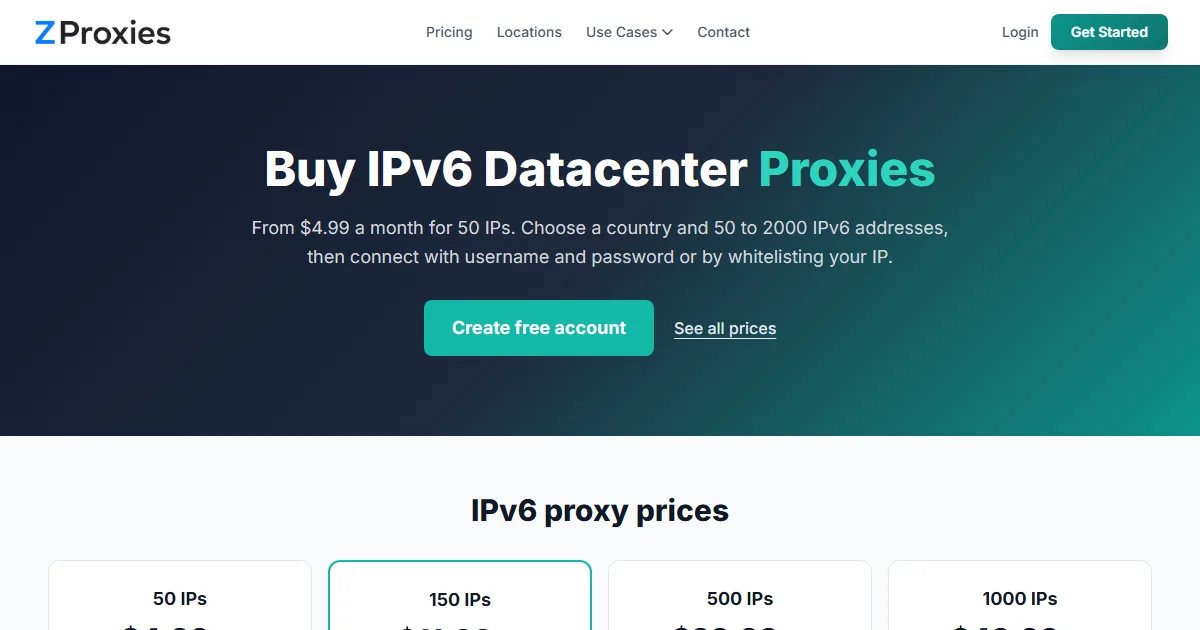 ZProxies
Pricing
Locations
Use Cases
Contact
Login
Get Started
Buy IPv6 Datacenter Proxies
From $4.99 a month for 50 IPs. Choose a country and 50 to 2000 IPv6 addresses,
then connect with username and password or by whitelisting your IP.
Create free account
See all prices
IPv6 proxy prices
50 IPs
150 IPs
500 IPs
1000 IPs